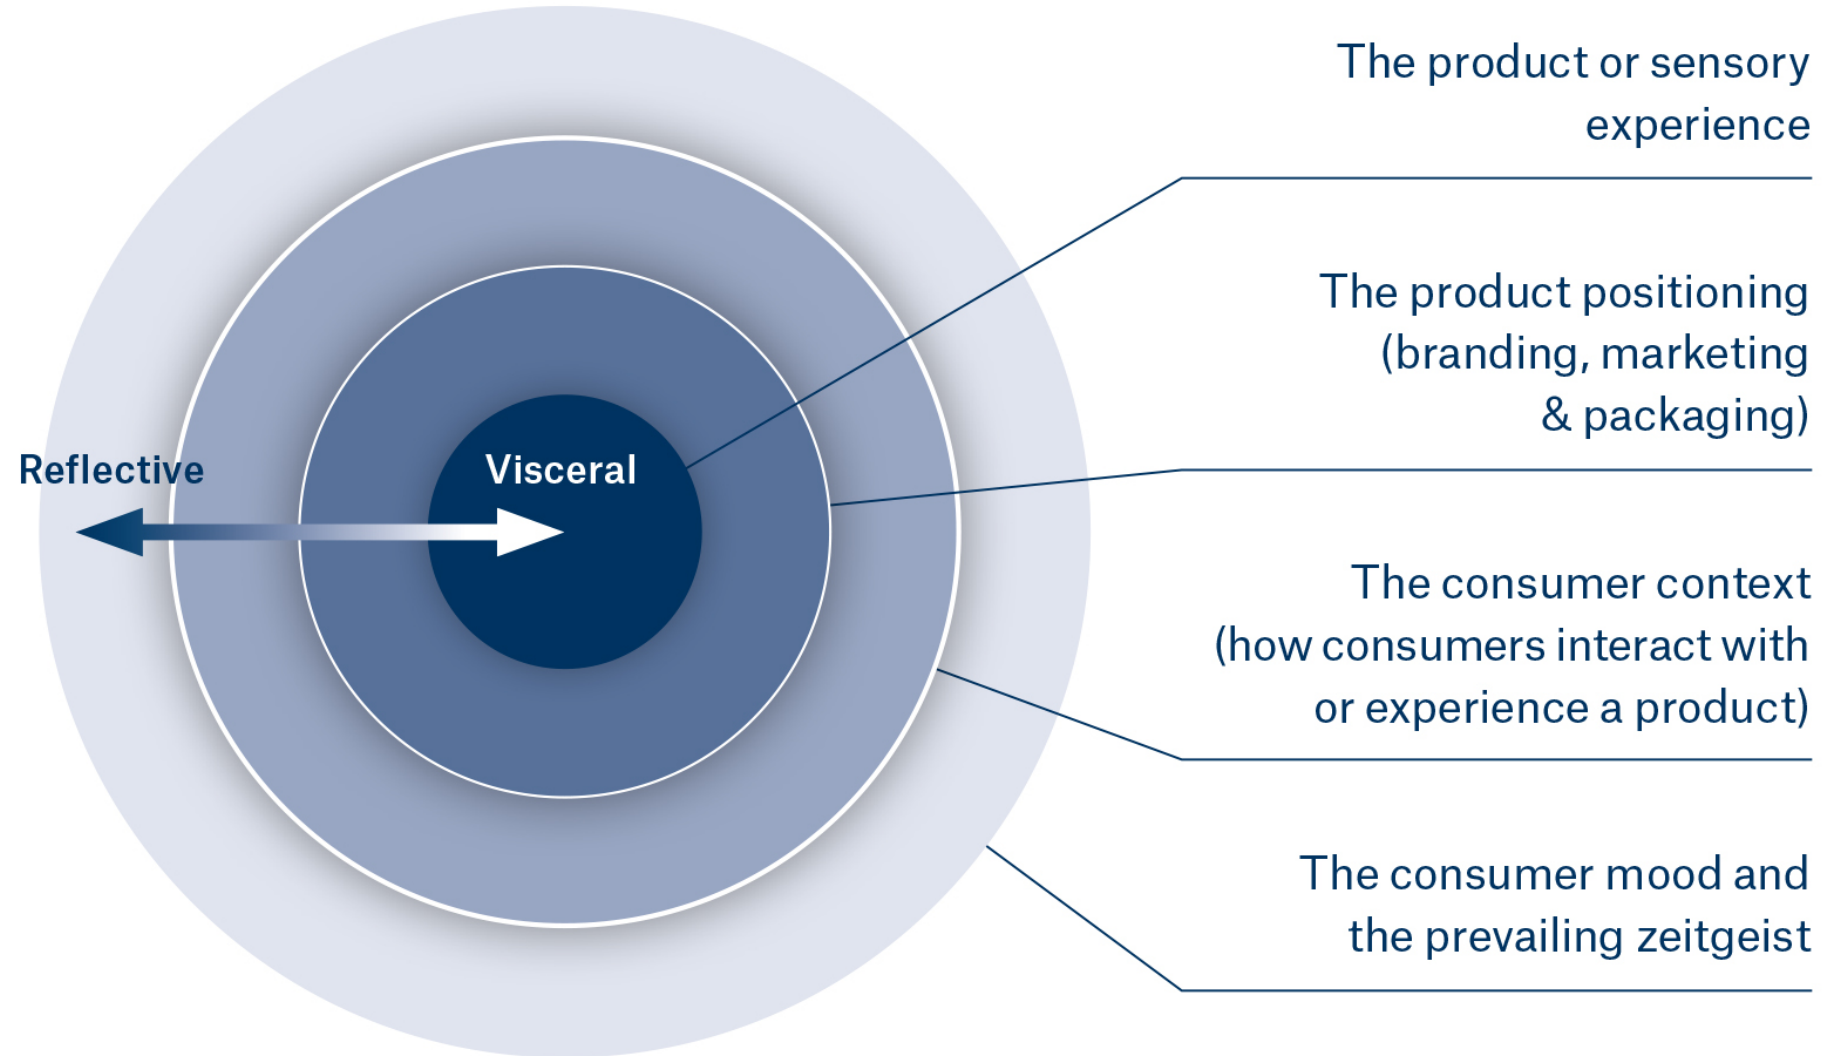 The product or sensory
experience
The product positioning
(branding, marketing
& packaging)
Reflective
Visceral
The consumer context
(how consumers interact with
or experience a product)
The consumer mood and
the prevailing zeitgeist